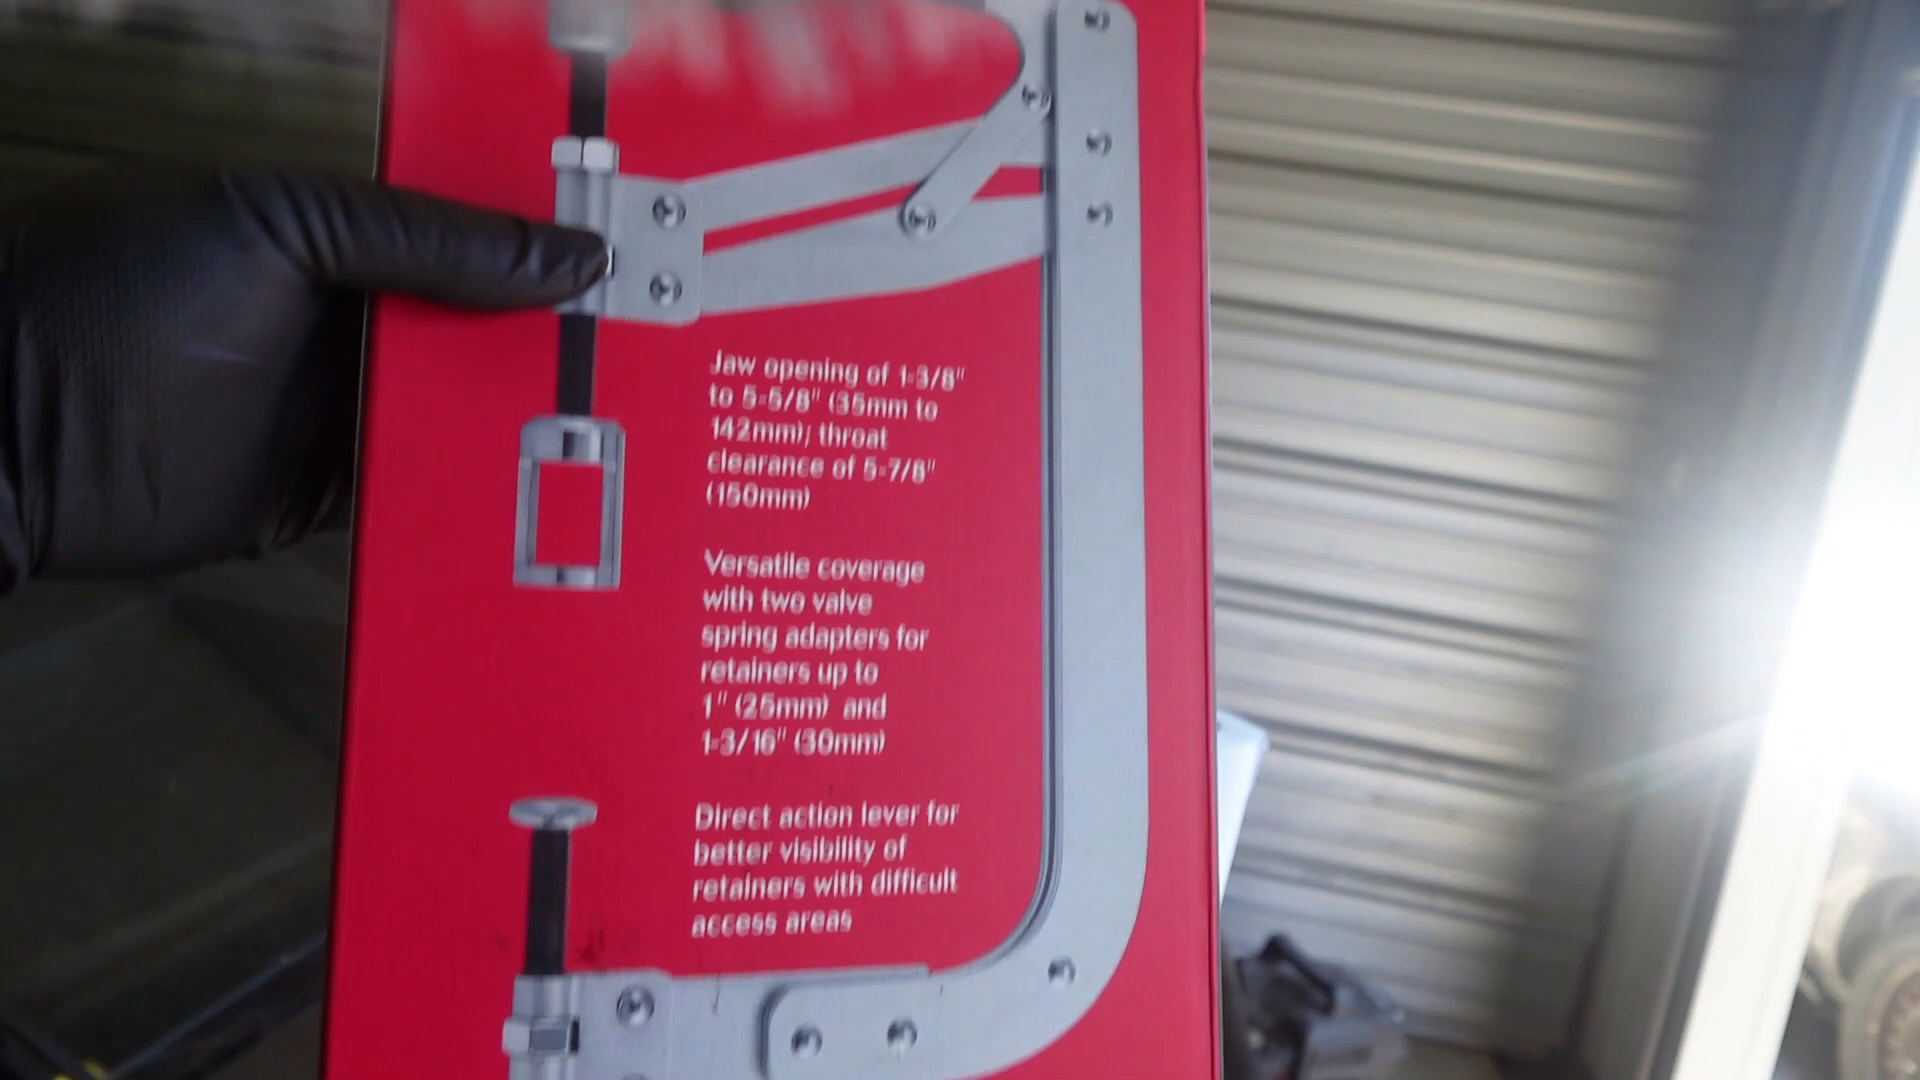 Jaw opening of 1-3/8"
to 5-5/8" (35mm to
142mm); throat
clearance of 5-7/8"
(150mm)
Versatile coverage
with two valve
spring adapters for
retainers up to
1" (25mm) and
1-3/16" (30mm)
Direct action lever for
better visibility of
retainers with difficult
access areas